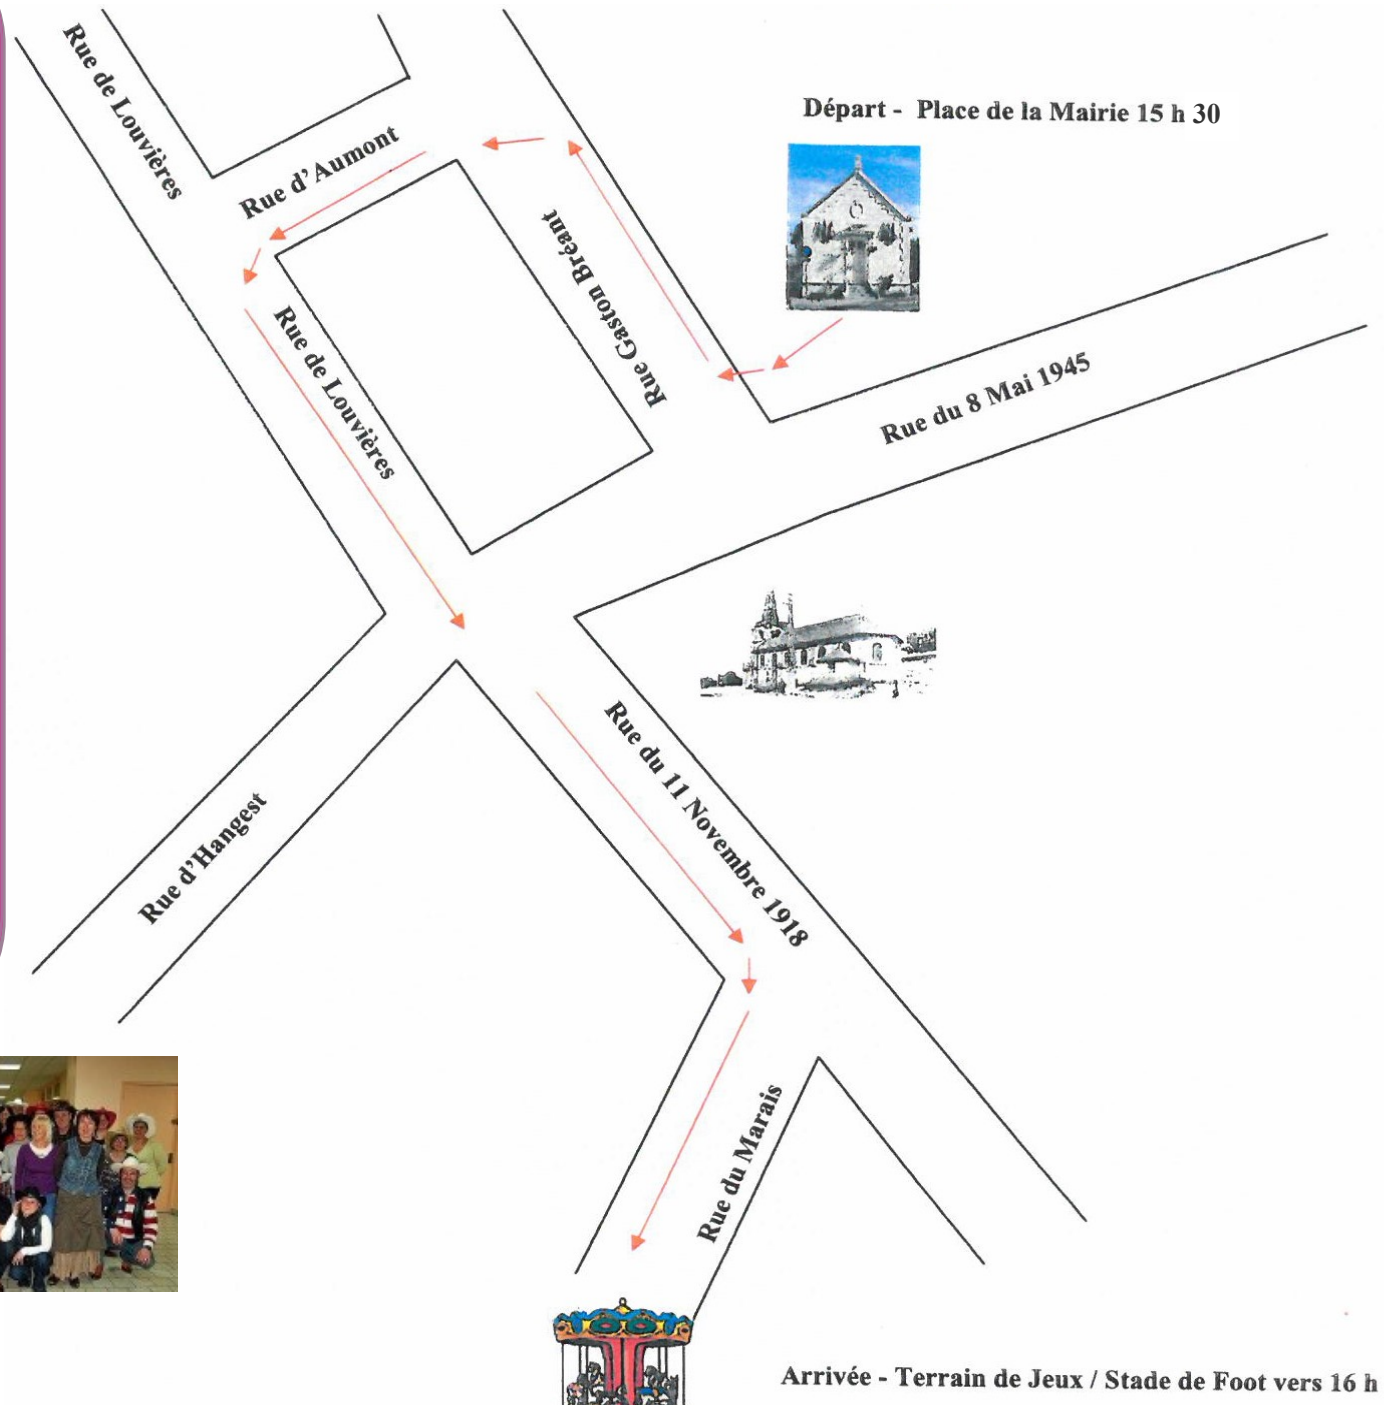 Rue de Louvières
Départ - Place de la Mairie 15 h 30
Rue d'Aumont
Rue Gaston Bréant
Rue de Louvières
Rue du 8 Mai 1945
Rue du 11 Novembre 1918
Rue d'Hangest
Rue du Marais
Arrivée - Terrain de Jeux / Stade de Foot vers 16 h